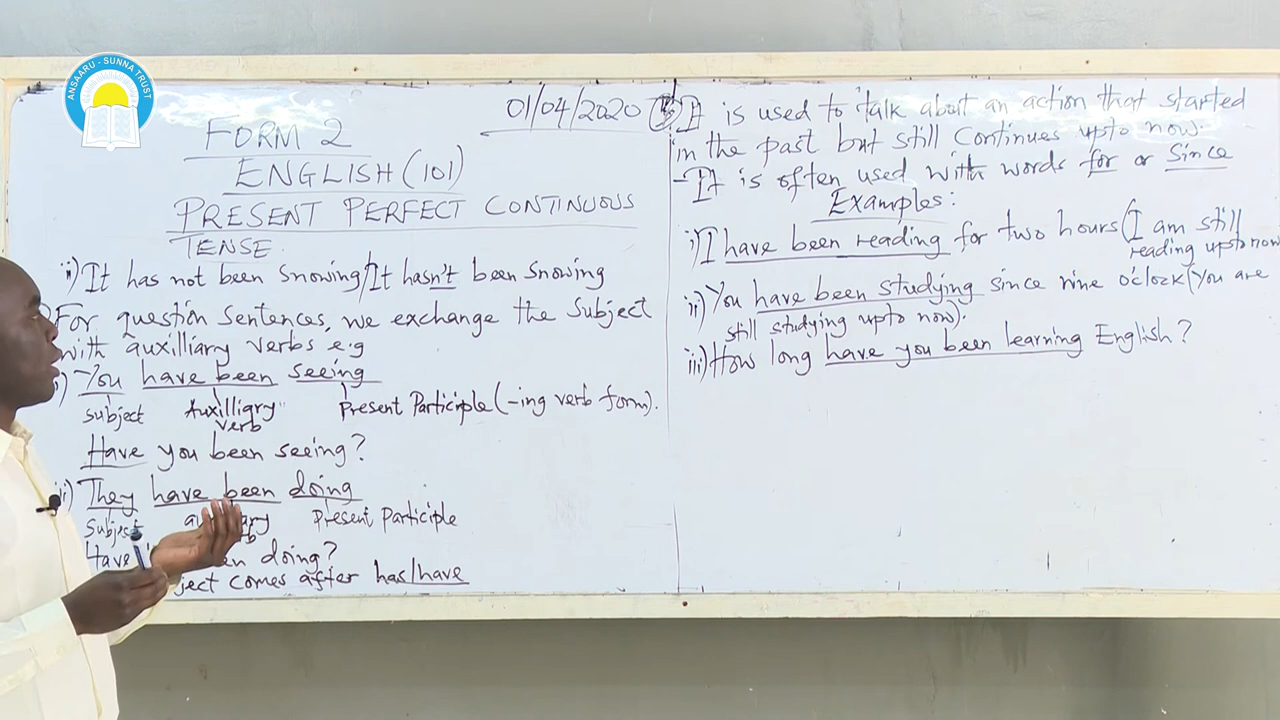 ANSAARU - SUNNA TRUST
01/04/2020
FORM 2
ENGLISH (101)
PRESENT PERFECT CONTINUOUS
TENSE.
ii) It has not been snowing/It hasn't been snowing
For question sentences, we exchange the subject
with auxilliary verbs e.g
i) You have been seeing
subject Auxilliary verb Present Participle (-ing verb form).
Have you been seeing?
ii) They have been doing
Subject Present Participle
Have doing?
comes after has/have
It is used to talk about an action that started
in the past but still continues upto now.
- It is often used with words for or since
Examples:
i) I have been reading for two hours (I am still
reading upto now
ii) You have been studying since nine o'clock (You are
still studying upto now).
iii) How long have you been learning English?